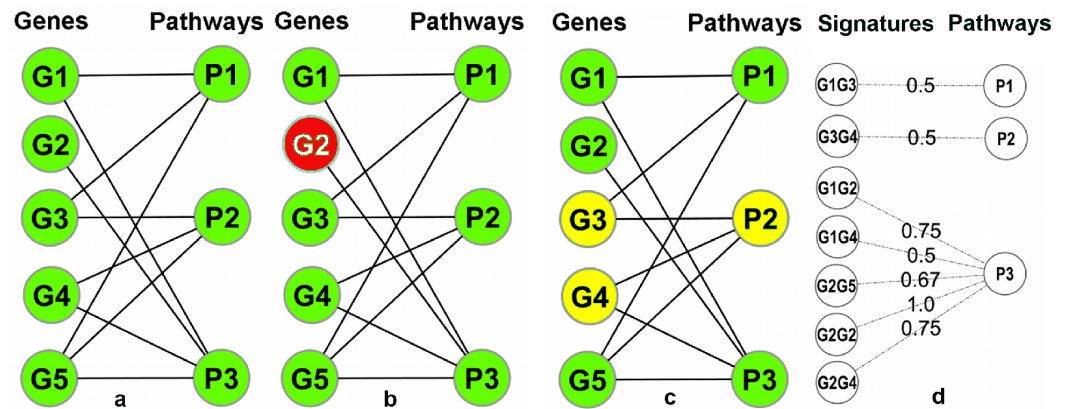 Genes Pathways Genes Pathways Genes Pathways Signatures Pathways
G1 P1 G1 P1 G1 P1 G1G3 0.5 P1
G2 G2 G2 G3G4 0.5 P2
G3 P2 G3 P2 G3 P2 G1G2 0.75
G1G4 0.5 P3
G4 G4 G4 G2G5 0.67
G2G2 1.0
G5 P3 G5 P3 G5 P3 G2G4 0.75
a b c d